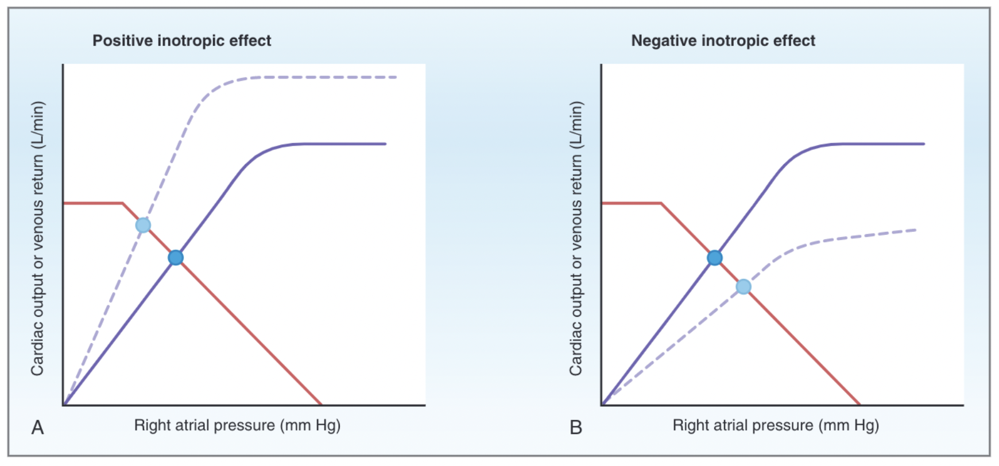 Positive inotropic effect
Cardiac output or venous return (L/min)
Right atrial pressure (mm Hg)
A
Negative inotropic effect
Cardiac output or venous return (L/min)
Right atrial pressure (mm Hg)
B